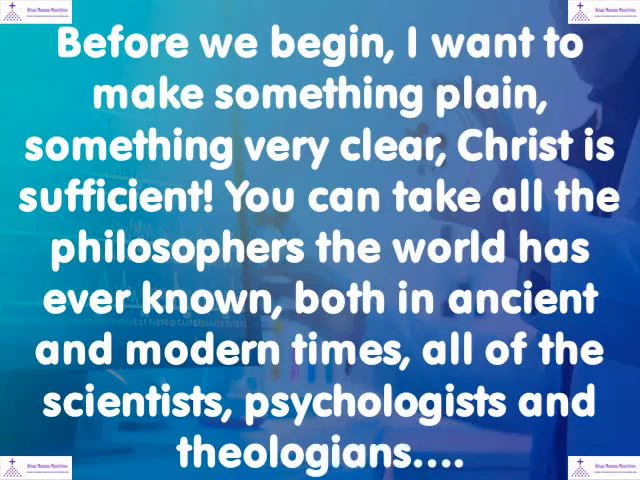 Before we begin, I want to
make something plain,
something very clear, Christ is
sufficient! You can take all the
philosophers the world has
ever known, both in ancient
and modern times, all of the
scientists, psychologists and
theologians....